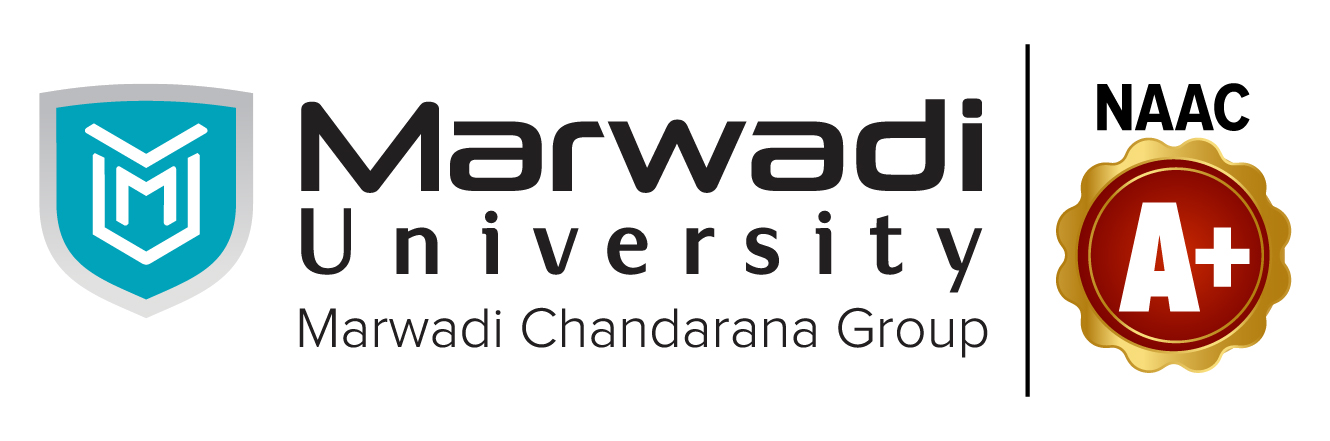 Marwadi
University
Marwadi Chandarana Group
NAAC
A+